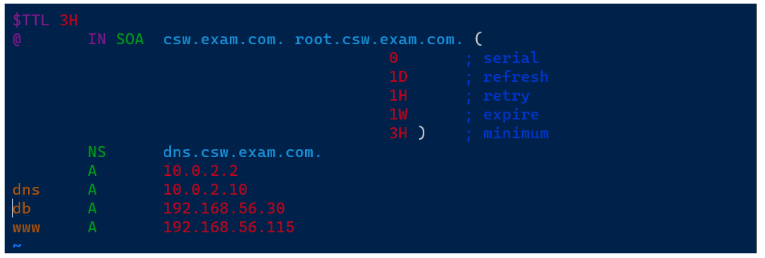 $TTL 3H
@ IN SOA csw.exam.com. root.csw.exam.com. (
0 ; serial
1D ; refresh
1H ; retry
1W ; expire
3H ) ; minimum
NS dns.csw.exam.com.
A 10.0.2.2
dns A 10.0.2.10
db A 192.168.56.30
www A 192.168.56.115
~